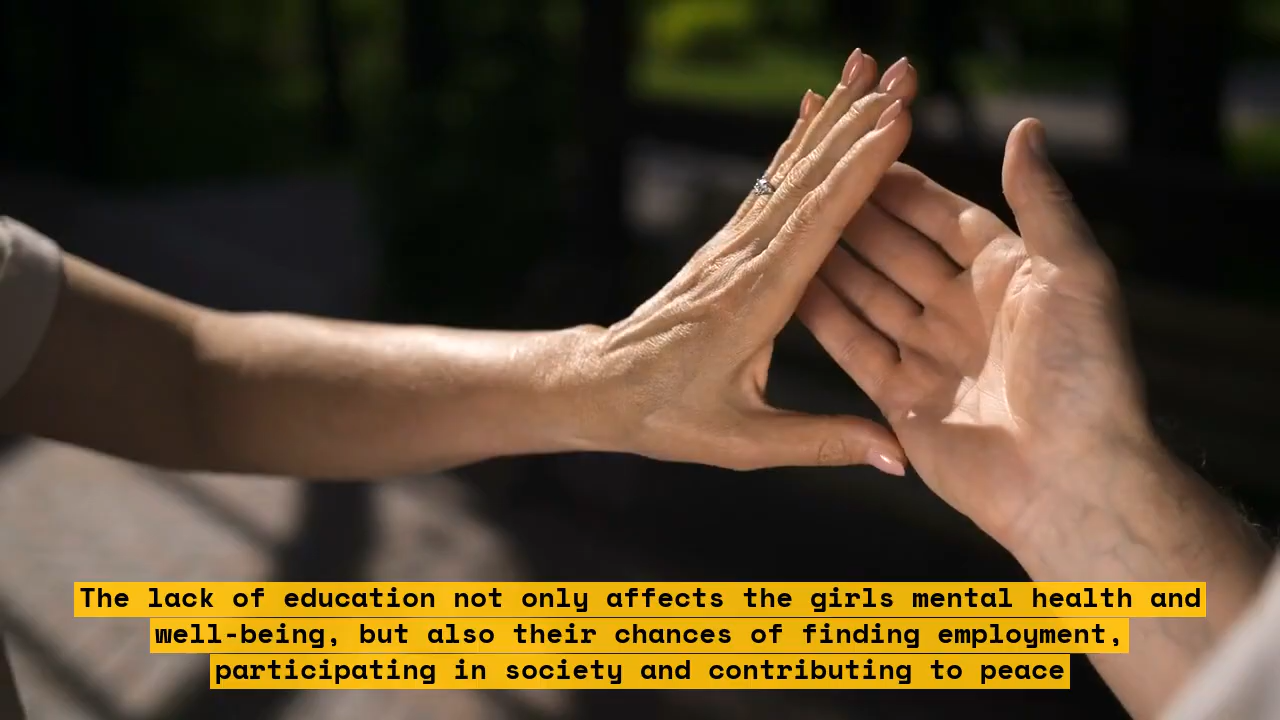 The lack of education not only affects the girls mental health and
well-being, but also their chances of finding employment,
participating in society and contributing to peace